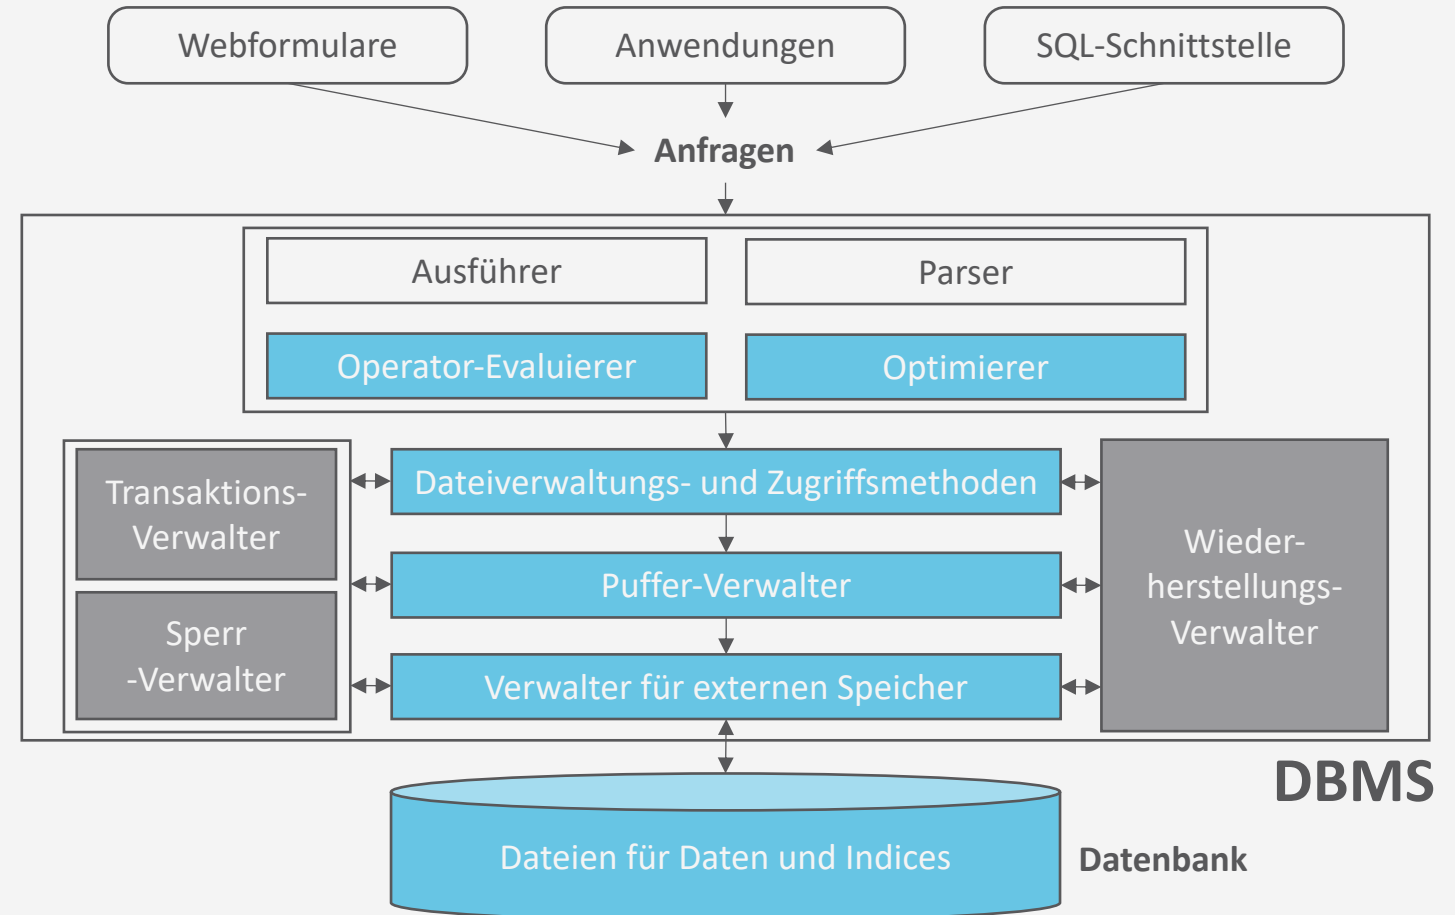 Webformulare
Anwendungen
SQL-Schnittstelle
Anfragen
Ausführer
Parser
Operator-Evaluierer
Optimierer
Transaktions-
Verwalter
Sperr
-Verwalter
Dateiverwaltungs- und Zugriffsmethoden
Puffer-Verwalter
Verwalter für externen Speicher
Wieder-
herstellungs-
Verwalter
DBMS
Dateien für Daten und Indices
Datenbank